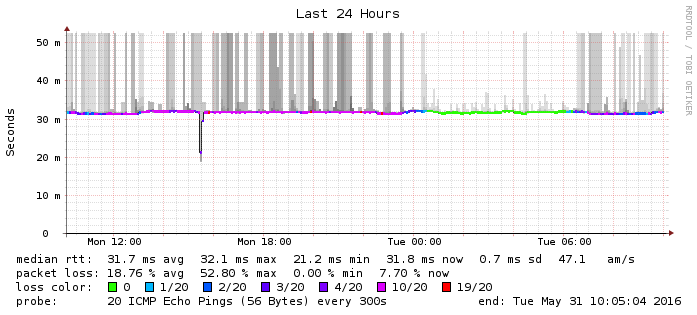 Last 24 Hours
RRDTOOL / TOBI OETIKER
Seconds
50 m
40 m
30 m
20 m
10 m
0
Mon 12:00 Mon 18:00 Tue 00:00 Tue 06:00
median rtt: 31.7 ms avg 32.1 ms max 21.2 ms min 31.8 ms now 0.7 ms sd 47.1 am/s
packet loss: 18.76 % avg 52.80 % max 0.00 % min 7.70 % now
loss color: 0 1/20 2/20 3/20 4/20 10/20 19/20
probe: 20 ICMP Echo Pings (56 Bytes) every 300s end: Tue May 31 10:05:04 2016